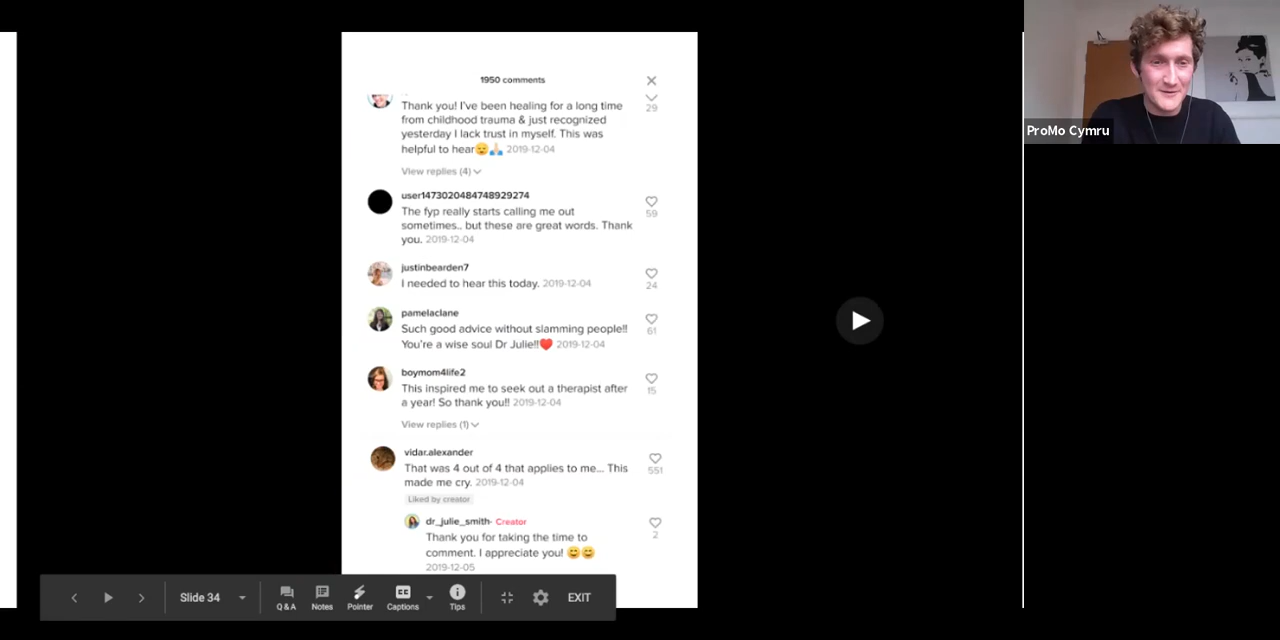 1950 comments
Thank you! I've been healing for a long time
from childhood trauma & just recognized
yesterday I lack trust in myself. This was
helpful to hear😔🙏🏻 2019-12-04
29
View replies (4)
user1473020484748929274
The fyp really starts calling me out
sometimes.. but these are great words. Thank
you. 2019-12-04
59
justinbearden7
I needed to hear this today. 2019-12-04
24
pamelaclane
Such good advice without slamming people!!
You're a wise soul Dr Julie!!♥️ 2019-12-04
61
boymom4life2
This inspired me to seek out a therapist after
a year! So thank you!! 2019-12-04
15
View replies (1)
vidar.alexander
That was 4 out of 4 that applies to me... This
made me cry. 2019-12-04
551
Liked by creator
dr_julie_smith· Creator
Thank you for taking the time to
comment. I appreciate you! 😄😄
2
2019-12-05
Slide 34
Q & A
Notes
Pointer
CC
Captions
Tips
EXIT
ProMo Cymru